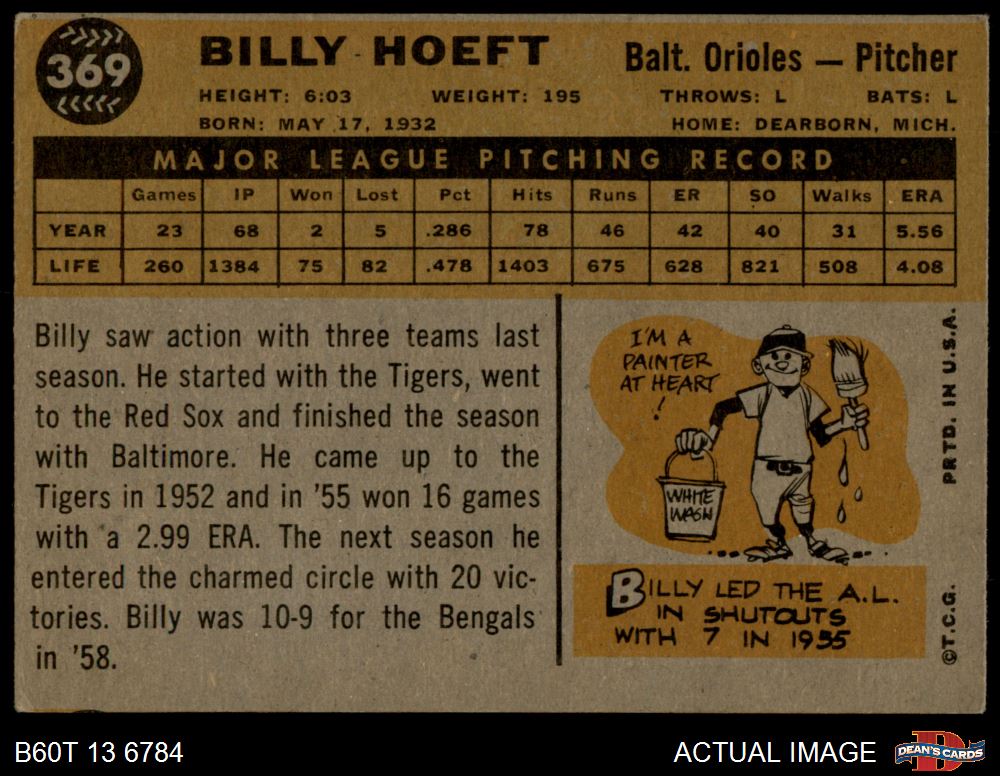 369
BILLY HOEFT
Balt. Orioles — Pitcher
HEIGHT: 6:03 WEIGHT: 195 THROWS: L BATS: L
BORN: MAY 17, 1932 HOME: DEARBORN, MICH.
MAJOR LEAGUE PITCHING RECORD
Games IP Won Lost Pct Hits Runs ER SO Walks ERA
YEAR 23 68 2 5 .286 78 46 42 40 31 5.56
LIFE 260 1384 75 82 .478 1403 675 628 821 508 4.08
Billy saw action with three teams last
season. He started with the Tigers, went
to the Red Sox and finished the season
with Baltimore. He came up to the
Tigers in 1952 and in '55 won 16 games
with a 2.99 ERA. The next season he
entered the charmed circle with 20 vic-
tories. Billy was 10-9 for the Bengals
in '58.
I'M A
PAINTER
AT HEART
!
WHITE
WASH
BILLY LED THE A.L.
IN SHUTOUTS
WITH 7 IN 1955
©T.C.G. PRTD. IN U.S.A.
B60T 13 6784
ACTUAL IMAGE
D
DEAN'S CARDS